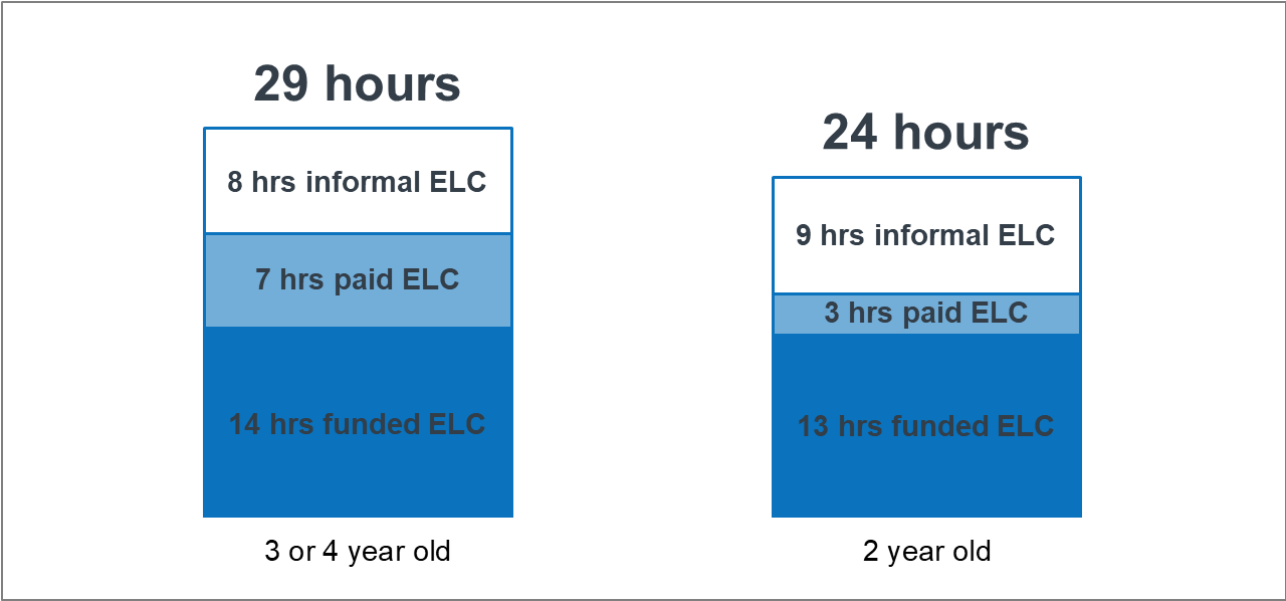 29 hours
8 hrs informal ELC
7 hrs paid ELC
14 hrs funded ELC
3 or 4 year old
24 hours
9 hrs informal ELC
3 hrs paid ELC
13 hrs funded ELC
2 year old